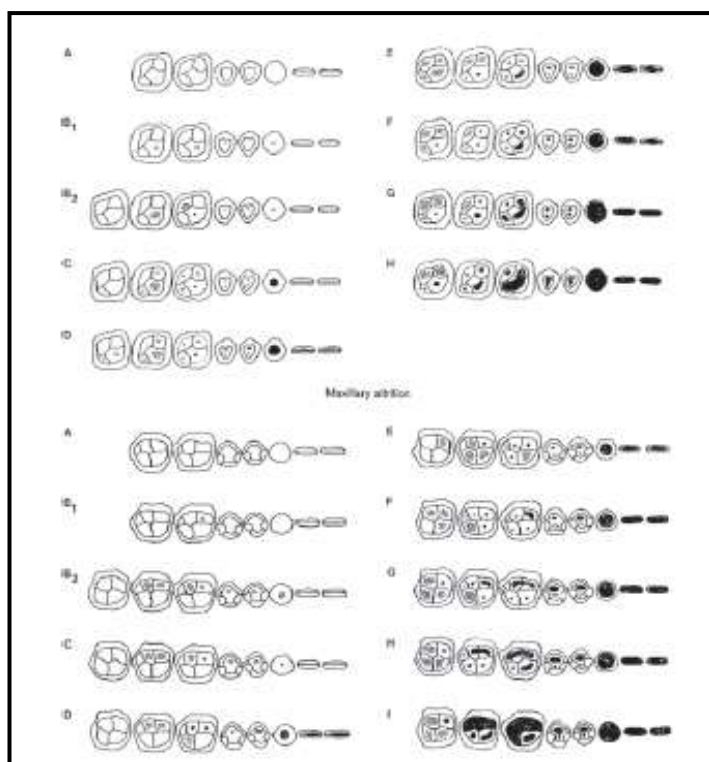 A E
B1 F
B2 G
C H
D
Maxillary attrition
A E
B1 F
B2 G
C H
D I